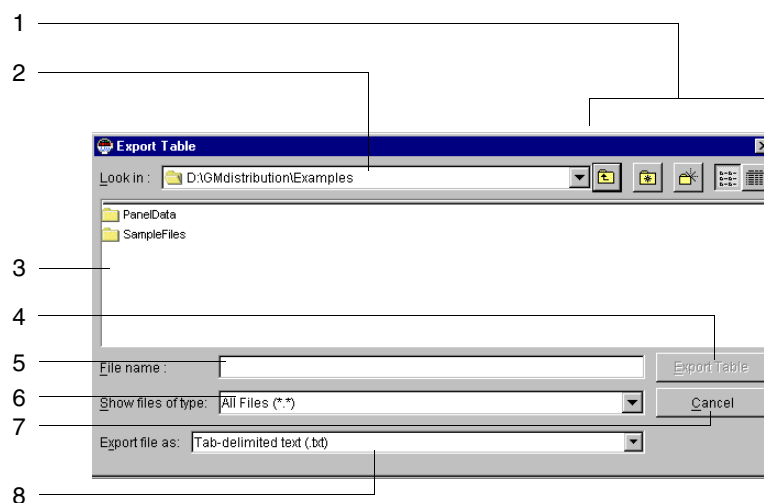 1
2
Export Table
Look in :
D:\GMdistribution\Examples
PanelData
SampleFiles
3
4
5
File name :
Export Table
6
Show files of type:
All Files (*.*)
Cancel
7
Export file as:
Tab-delimited text (.txt)
8